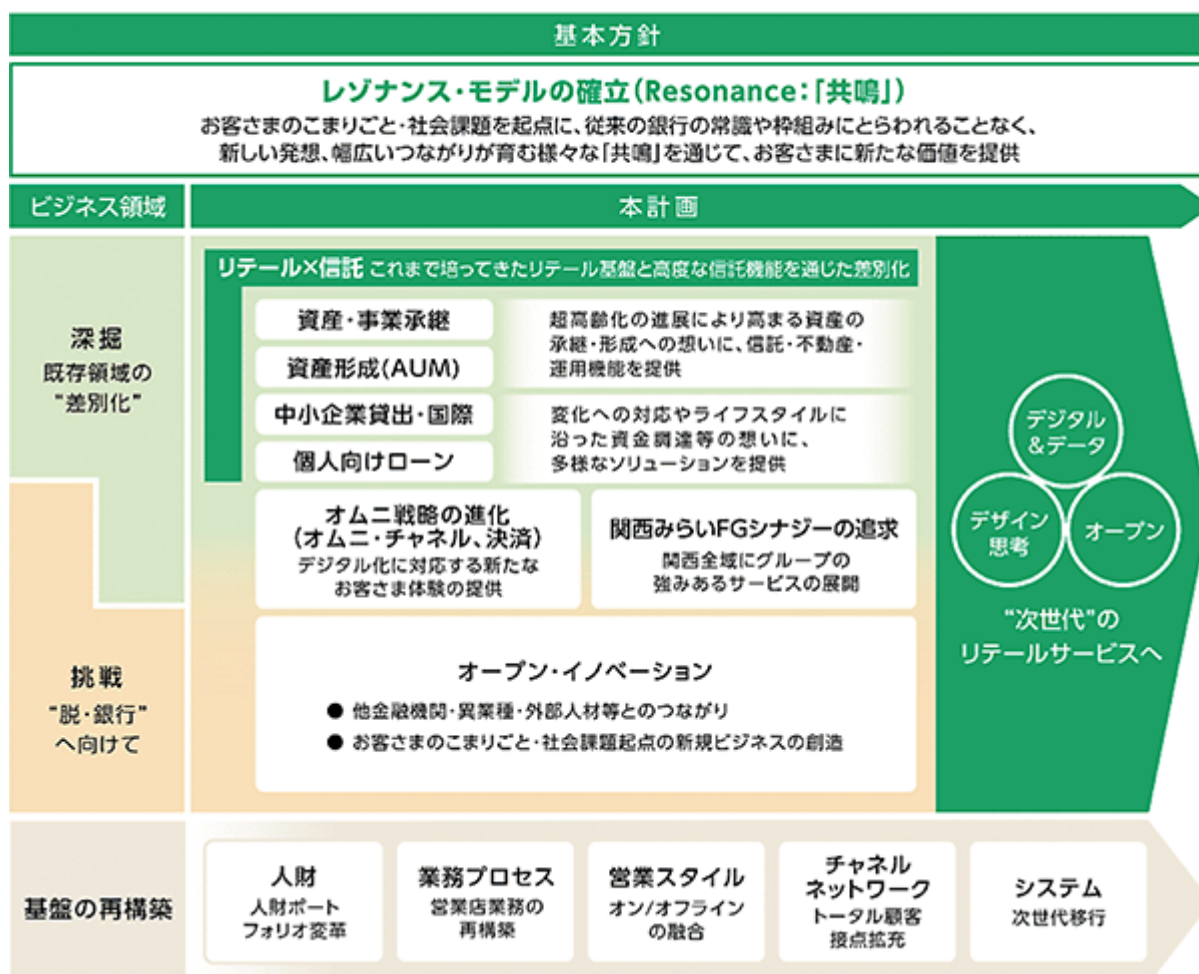 基本方針
レゾナンス・モデルの確立(Resonance:「共鳴」)
お客さまのこまりごと・社会課題を起点に、従来の銀行の常識や枠組みにとらわれることなく、
新しい発想、幅広いつながりが育む様々な「共鳴」を通じて、お客さまに新たな価値を提供
ビジネス領域
本計画
深掘
既存領域の
“差別化”
リテール×信託 これまで培ってきたリテール基盤と高度な信託機能を通じた差別化
資産・事業承継
資産形成(AUM)
超高齢化の進展により高まる資産の
承継・形成への想いに、信託・不動産・
運用機能を提供
中小企業貸出・国際
個人向けローン
変化への対応やライフスタイルに
沿った資金調達等の想いに、
多様なソリューションを提供
オムニ戦略の進化
(オムニ・チャネル、決済)
デジタル化に対応する新たな
お客さま体験の提供
関西みらいFGシナジーの追求
関西全域にグループの
強みあるサービスの展開
挑戦
“脱・銀行”
へ向けて
オープン・イノベーション
● 他金融機関・異業種・外部人材等とのつながり
● お客さまのこまりごと・社会課題起点の新規ビジネスの創造
デジタル
&データ
デザイン
思考
オープン
“次世代”の
リテールサービスへ
基盤の再構築
人財
人財ポート
フォリオ変革
業務プロセス
営業店業務の
再構築
営業スタイル
オン/オフライン
の融合
チャネル
ネットワーク
トータル顧客
接点拡充
システム
次世代移行